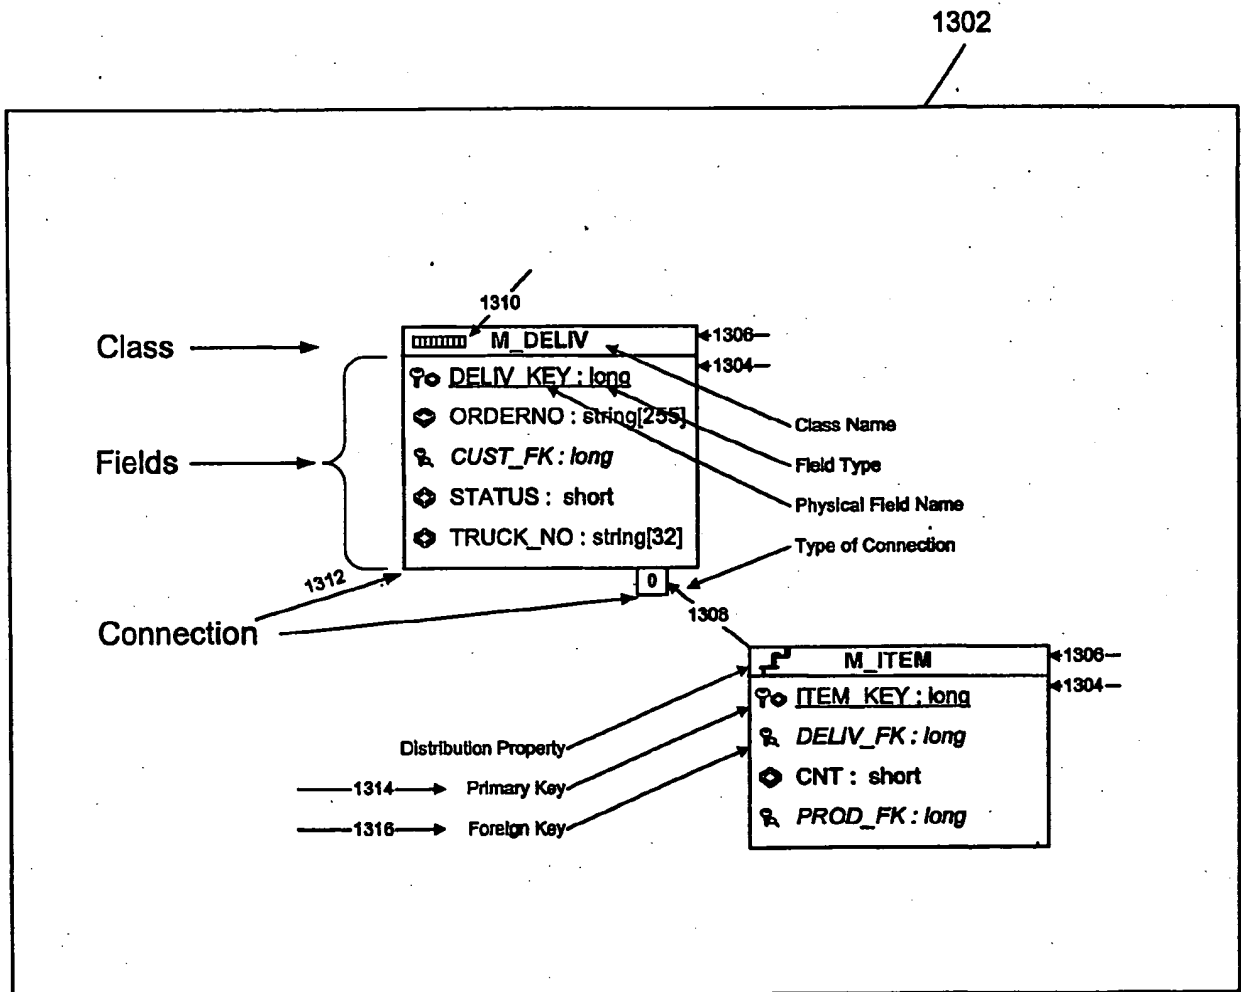 1302
1310
Class
M_DELIV
1306
1304
DELIV_KEY : long
ORDERNO : string[255]
Class Name
Fields
CUST_FK : long
Field Type
STATUS : short
Physical Field Name
TRUCK_NO : string[32]
Type of Connection
1312
0
1308
Connection
M_ITEM
1306
1304
ITEM_KEY : long
DELIV_FK : long
Distribution Property
CNT : short
1314
Primary Key
PROD_FK : long
1316
Foreign Key